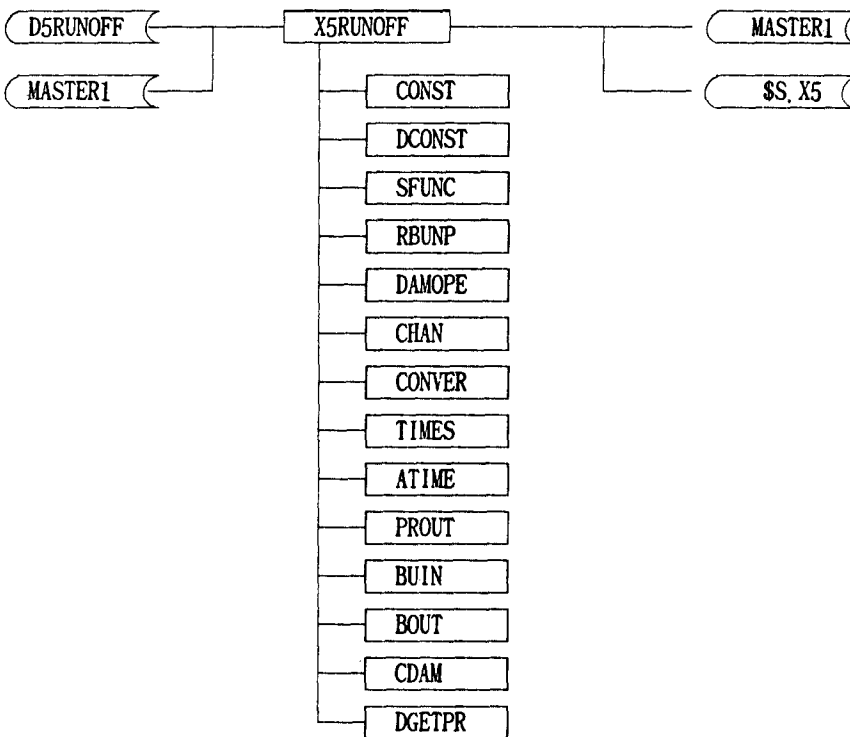 D5RUNOFF X5RUNOFF MASTER1
MASTER1 CONST $S. X5
DCONST
SFUNC
RBUNP
DAMOPE
CHAN
CONVER
TIMES
ATIME
PROUT
BUIN
BOUT
CDAM
DGETPR